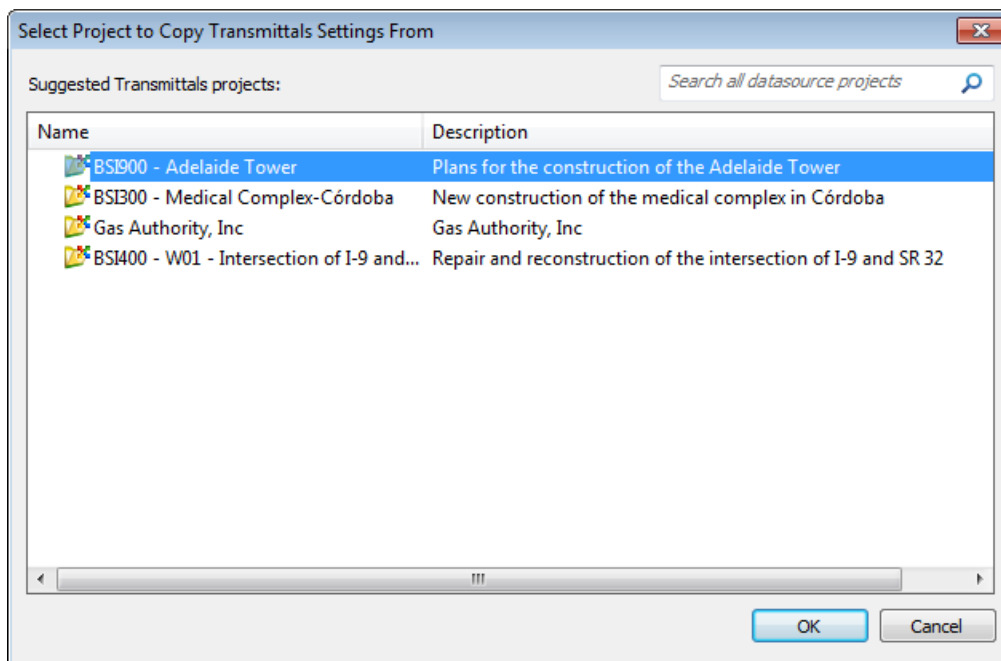 Select Project to Copy Transmittals Settings From
Suggested Transmittals projects: Search all datasource projects
Name Description
BSI900 - Adelaide Tower Plans for the construction of the Adelaide Tower
BSI300 - Medical Complex-Córdoba New construction of the medical complex in Córdoba
Gas Authority, Inc Gas Authority, Inc
BSI400 - W01 - Intersection of I-9 and... Repair and reconstruction of the intersection of I-9 and SR 32
OK Cancel